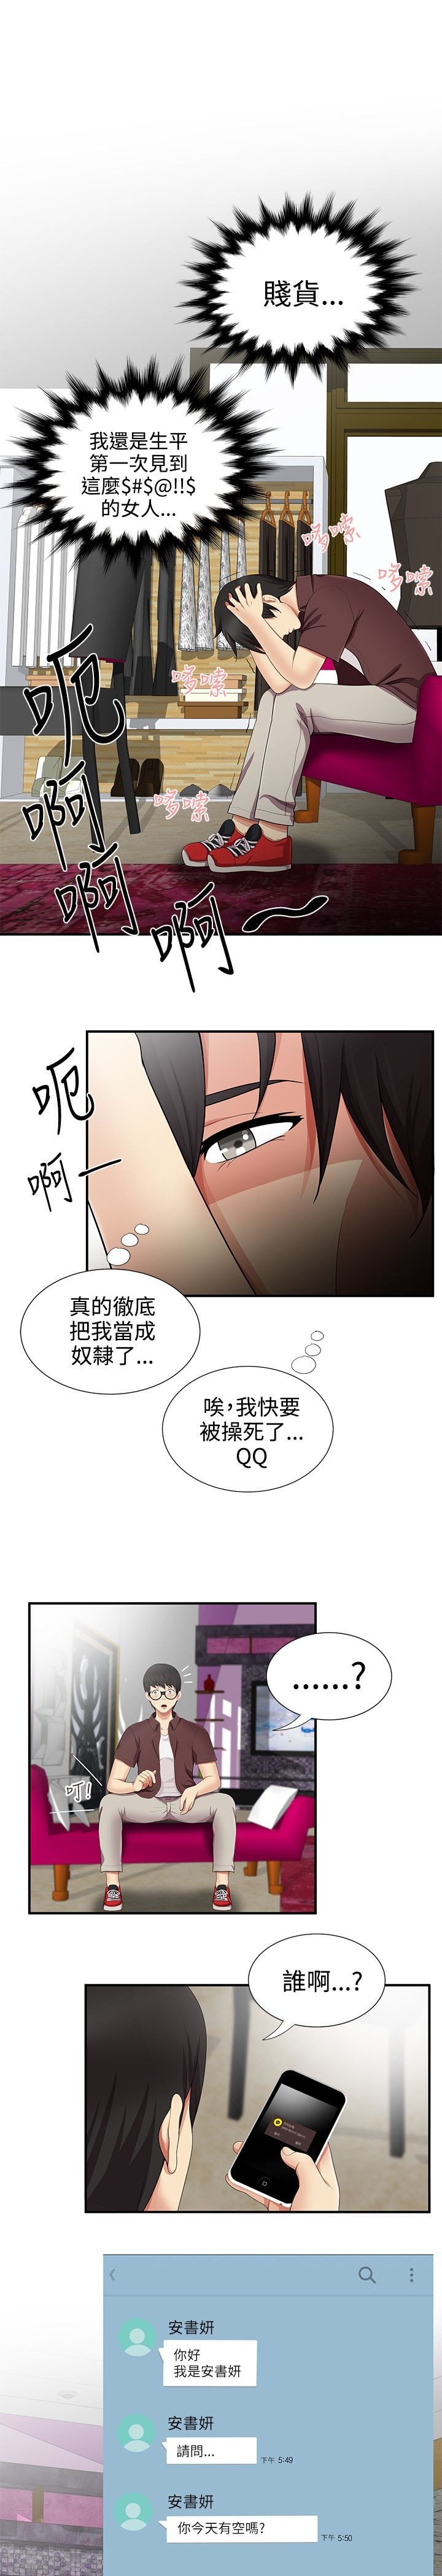 賤貨...
我還是生平
第一次見到
這麼$#$@!!$
的女人...
哆嗦
哆嗦
哆嗦
哆嗦
呃
啊
啊
啊~
呃
啊—
真的徹底
把我當成
奴隸了...
唉,我快要
被操死了...
QQ
......?
叮!
誰啊...?
安書妍
你好
我是安書妍
安書妍
請問...
下午 5:49
安書妍
你今天有空嗎?
下午 5:50